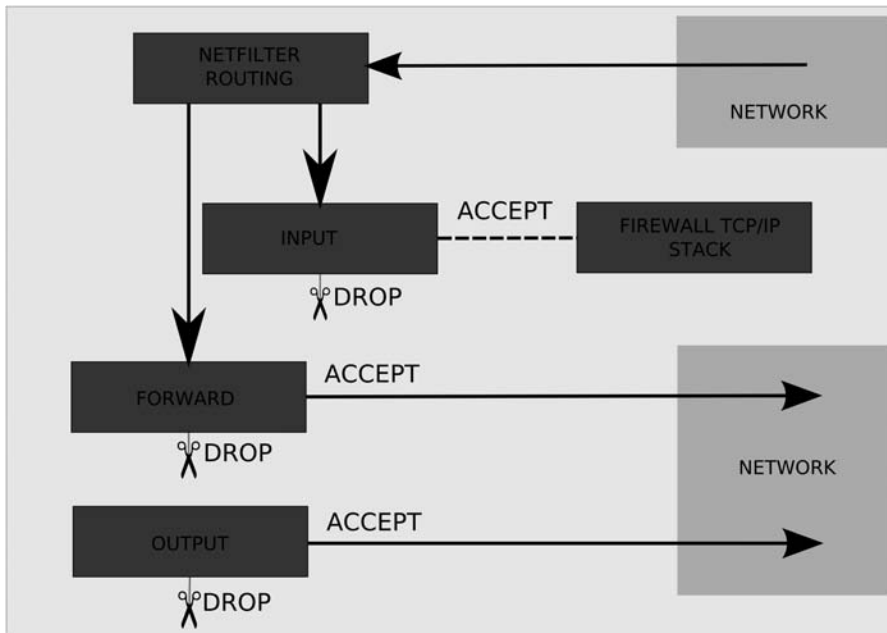 NETFILTER
ROUTING
NETWORK
INPUT
ACCEPT
FIREWALL TCP/IP
STACK
DROP
FORWARD
ACCEPT
DROP
NETWORK
OUTPUT
ACCEPT
DROP